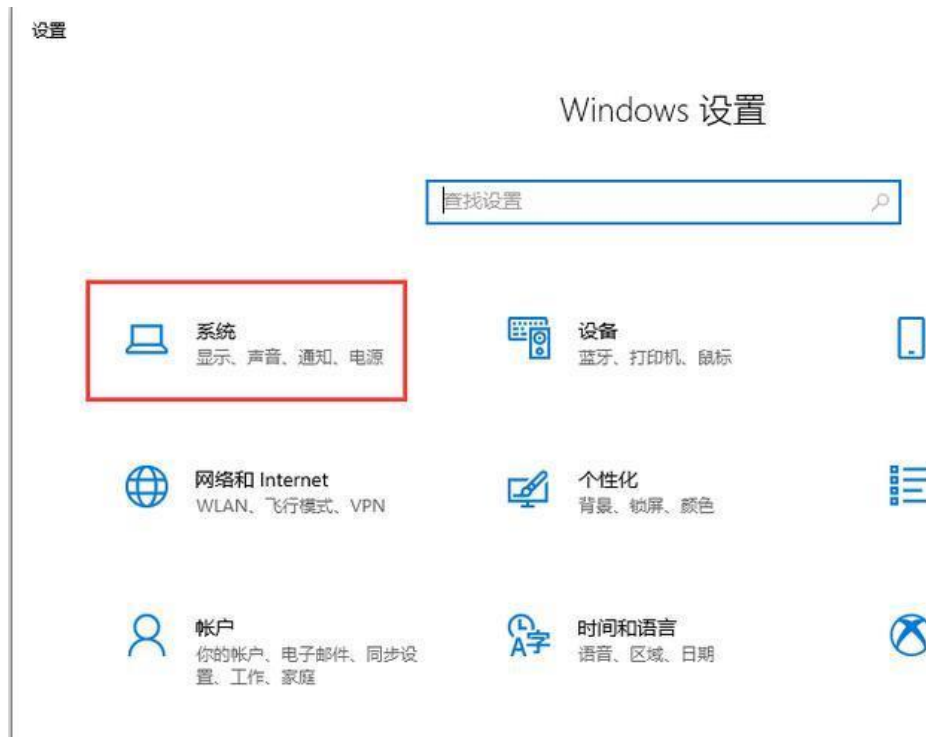 设置
Windows 设置
查找设置
系统
显示、声音、通知、电源
设备
蓝牙、打印机、鼠标
网络和 Internet
WLAN、飞行模式、VPN
个性化
背景、锁屏、颜色
帐户
你的帐户、电子邮件、同步设
置、工作、家庭
时间和语言
语音、区域、日期